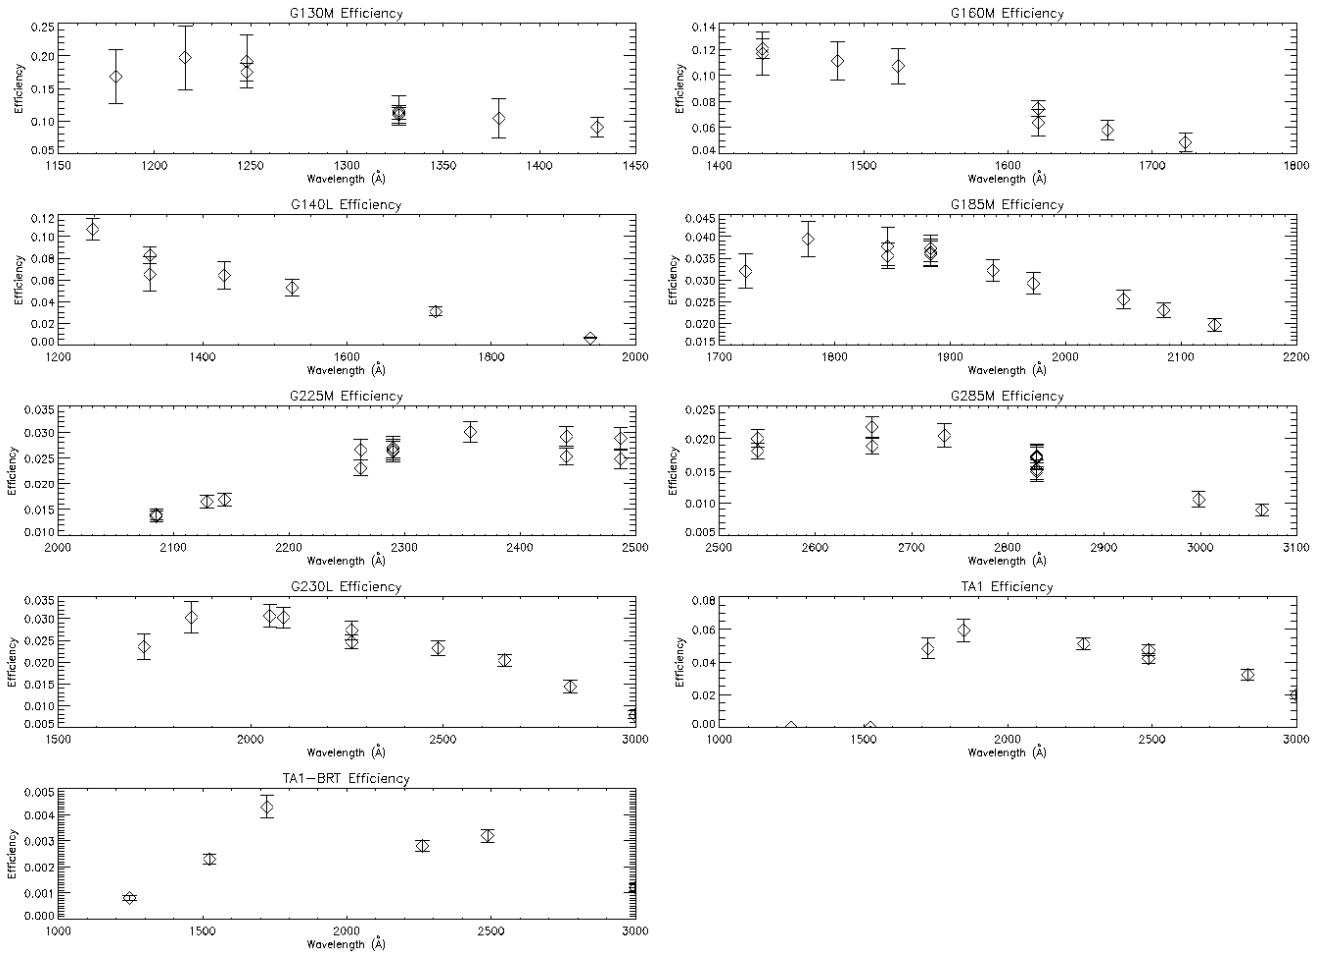 G130M Efficiency
0.25
0.20
0.15
0.10
0.05
Efficiency
1150 1200 1250 1300 1350 1400 1450
Wavelength (Å)
G160M Efficiency
0.14
0.12
0.10
0.08
0.06
0.04
Efficiency
1400 1500 1600 1700 1800
Wavelength (Å)
G140L Efficiency
0.12
0.10
0.08
0.06
0.04
0.02
0.00
Efficiency
1200 1400 1600 1800 2000
Wavelength (Å)
G185M Efficiency
0.045
0.040
0.035
0.030
0.025
0.020
0.015
Efficiency
1700 1800 1900 2000 2100 2200
Wavelength (Å)
G225M Efficiency
0.035
0.030
0.025
0.020
0.015
0.010
Efficiency
2000 2100 2200 2300 2400 2500
Wavelength (Å)
G285M Efficiency
0.025
0.020
0.015
0.010
0.005
Efficiency
2500 2600 2700 2800 2900 3000 3100
Wavelength (Å)
G230L Efficiency
0.035
0.030
0.025
0.020
0.015
0.010
0.005
Efficiency
1500 2000 2500 3000
Wavelength (Å)
TA1 Efficiency
0.08
0.06
0.04
0.02
0.00
Efficiency
1000 1500 2000 2500 3000
Wavelength (Å)
TA1-BRT Efficiency
0.005
0.004
0.003
0.002
0.001
0.000
Efficiency
1000 1500 2000 2500 3000
Wavelength (Å)